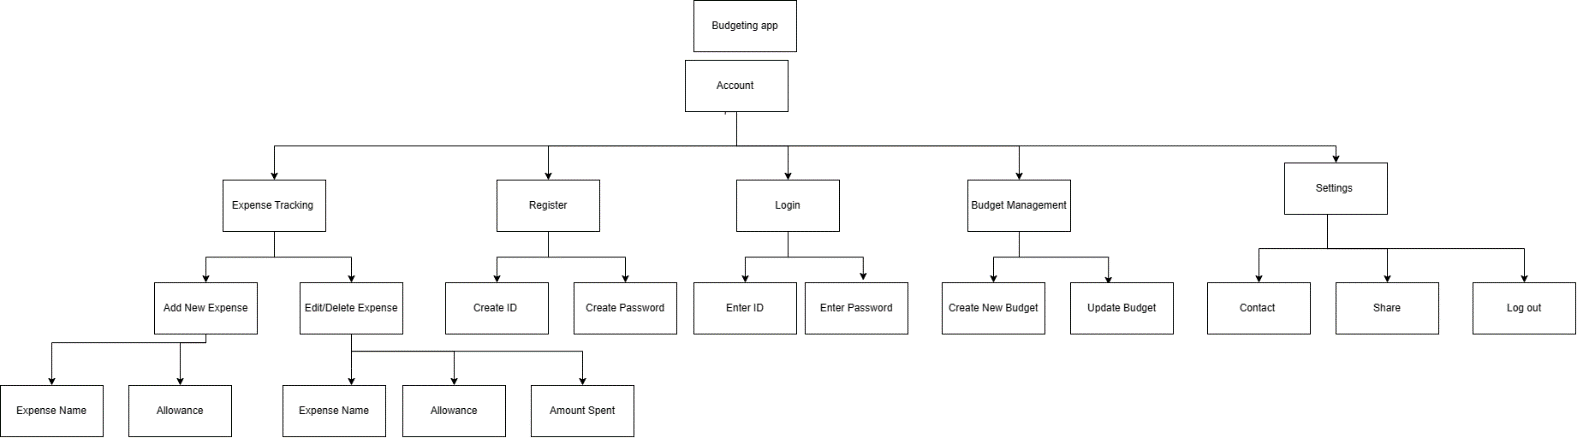 Budgeting app
Account
Expense Tracking
Register
Login
Budget Management
Settings
Add New Expense
Edit/Delete Expense
Create ID
Create Password
Enter ID
Enter Password
Create New Budget
Update Budget
Contact
Share
Log out
Expense Name
Allowance
Expense Name
Allowance
Amount Spent